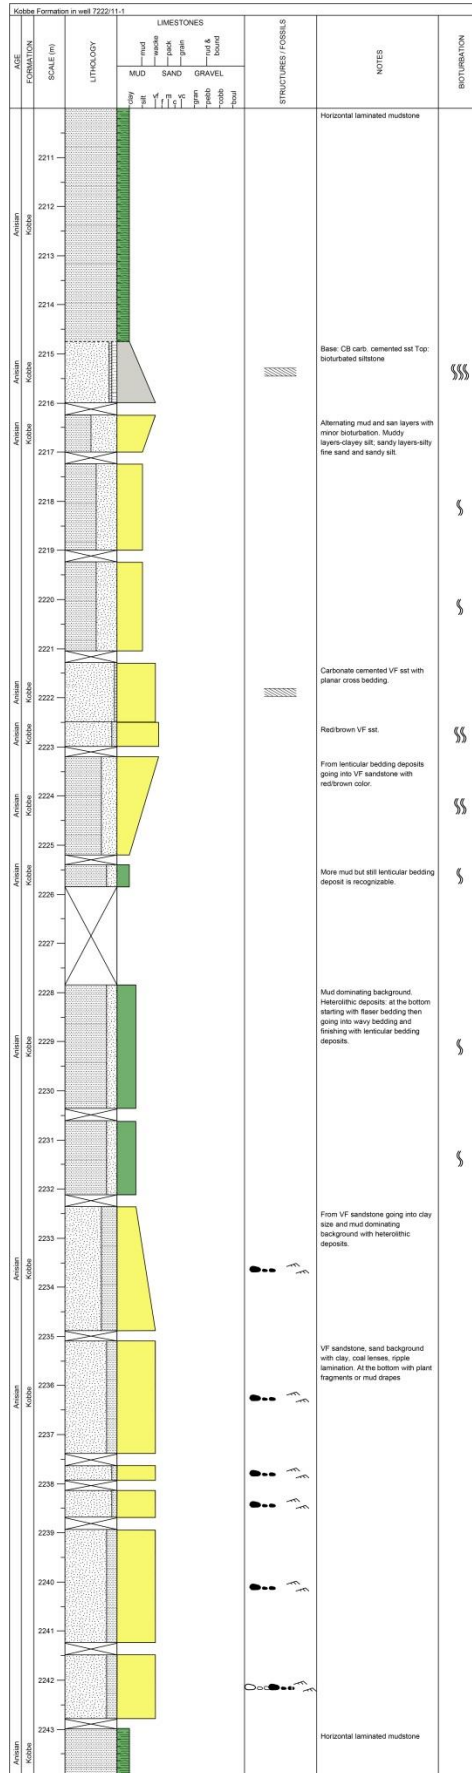 Kobbe Formation in well 7222/11-1
AGE
FORMATION
SCALE (m)
LITHOLOGY
LIMESTONES
mud
wacke
pack
grain
rud &
bound
MUD SAND GRAVEL
clay
silt
vf
f
m
c
vc
gran
pebb
cobb
boul
STRUCTURES / FOSSILS
NOTES
BIOTURBATION
Horizontal laminated mudstone
2211
2212
Anisian
Kobbe
2213
2214
Base: CB carb. cemented sst Top:
bioturbated siltstone
2215
Anisian
Kobbe
2216
Alternating mud and san layers with
minor bioturbation. Muddy
layers-clayey silt; sandy layers-silty
fine sand and sandy silt.
Anisian
Kobbe
2217
2218
2219
2220
2221
Carbonate cemented VF sst with
planar cross bedding.
Anisian
Kobbe
2222
Red/brown VF sst.
Anisian
Kobbe
2223
From lenticular bedding deposits
going into VF sandstone with
red/brown color.
Anisian
Kobbe
2224
2225
More mud but still lenticular bedding
deposit is recognizable.
Anisian
Kobbe
2226
2227
2228
Mud dominating background.
Heterolithic deposits: at the bottom
starting with flaser bedding then
going into wavy bedding and
finishing with lenticular bedding
deposits.
Anisian
Kobbe
2229
2230
2231
2232
From VF sandstone going into clay
size and mud dominating
background with heterolithic
deposits.
2233
Anisian
Kobbe
2234
2235
VF sandstone, sand background
with clay, coal lenses, ripple
lamination. At the bottom with plant
fragments or mud drapes
Anisian
Kobbe
2236
2237
2238
2239
2240
2241
2242
2243
Horizontal laminated mudstone
Anisian
Kobbe